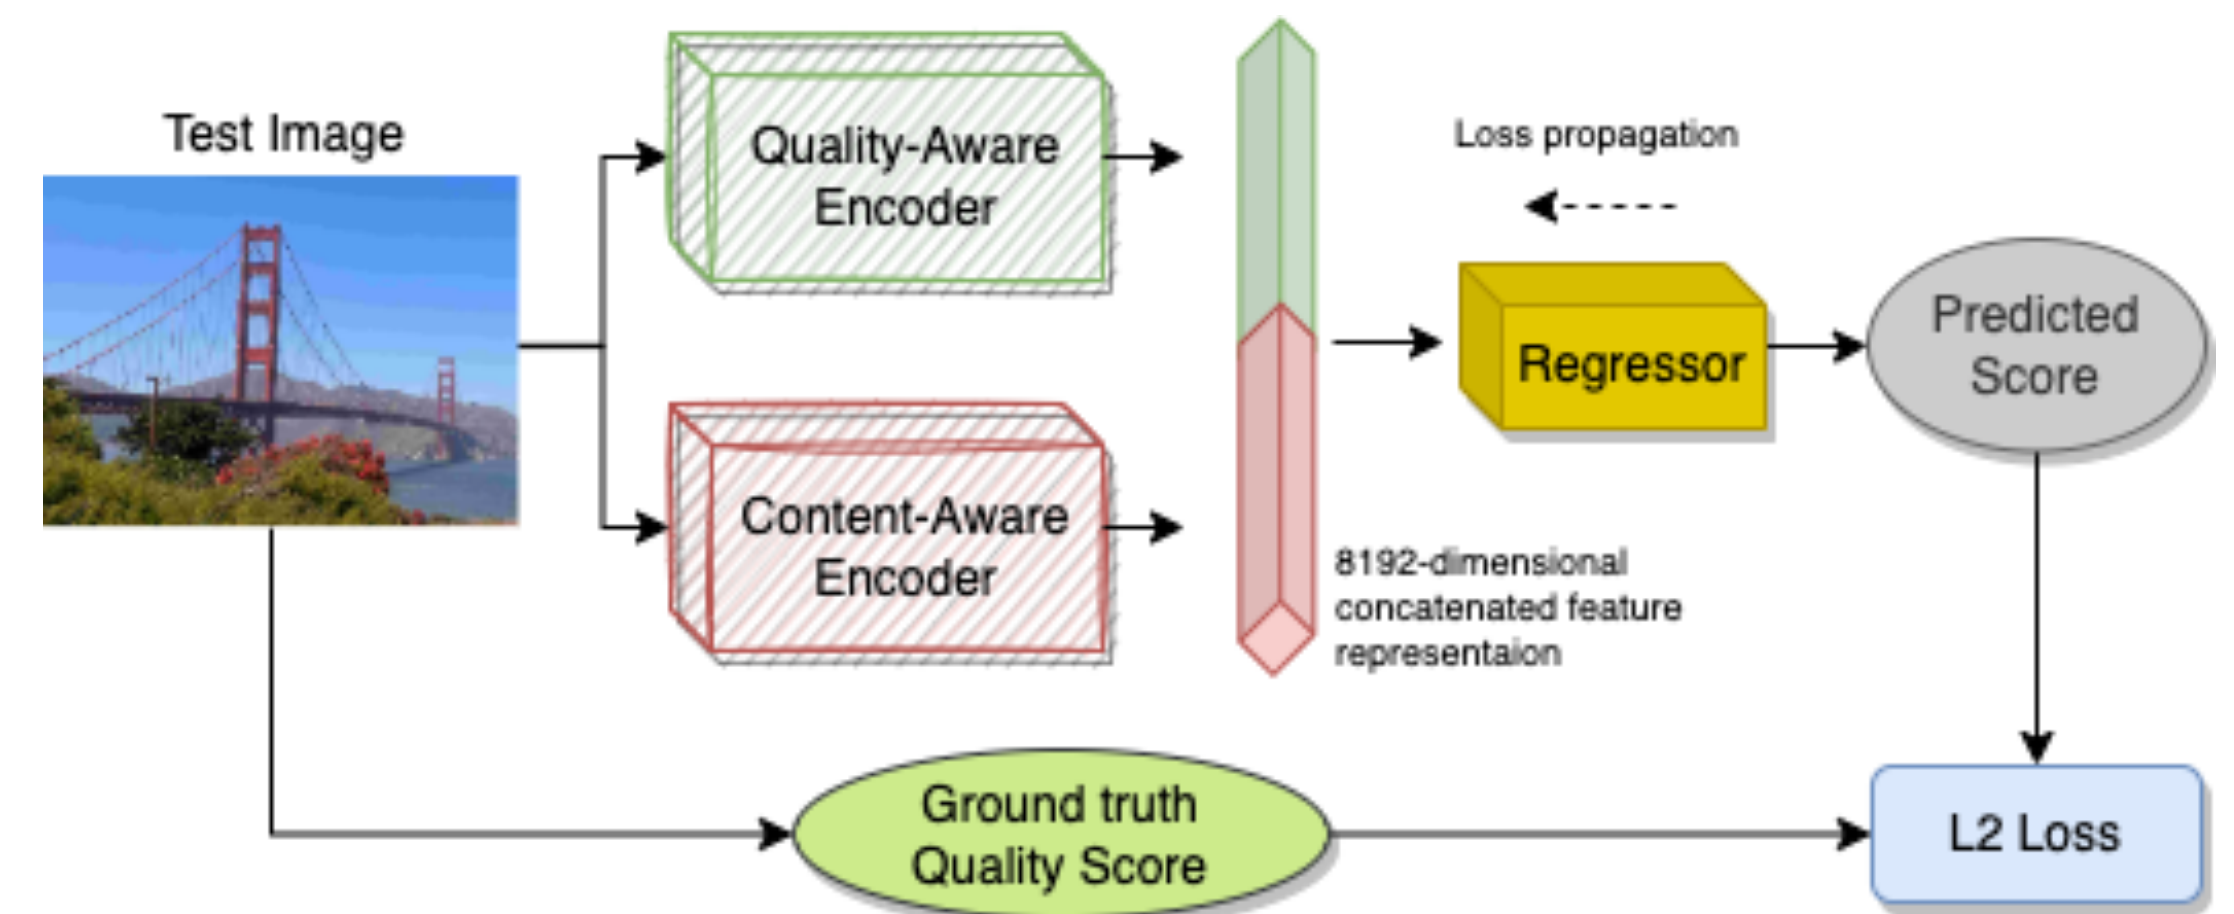 Test Image
Quality-Aware
Encoder
Content-Aware
Encoder
Loss propagation
Regressor
Predicted
Score
8192-dimensional
concatenated feature
representaion
Ground truth
Quality Score
L2 Loss